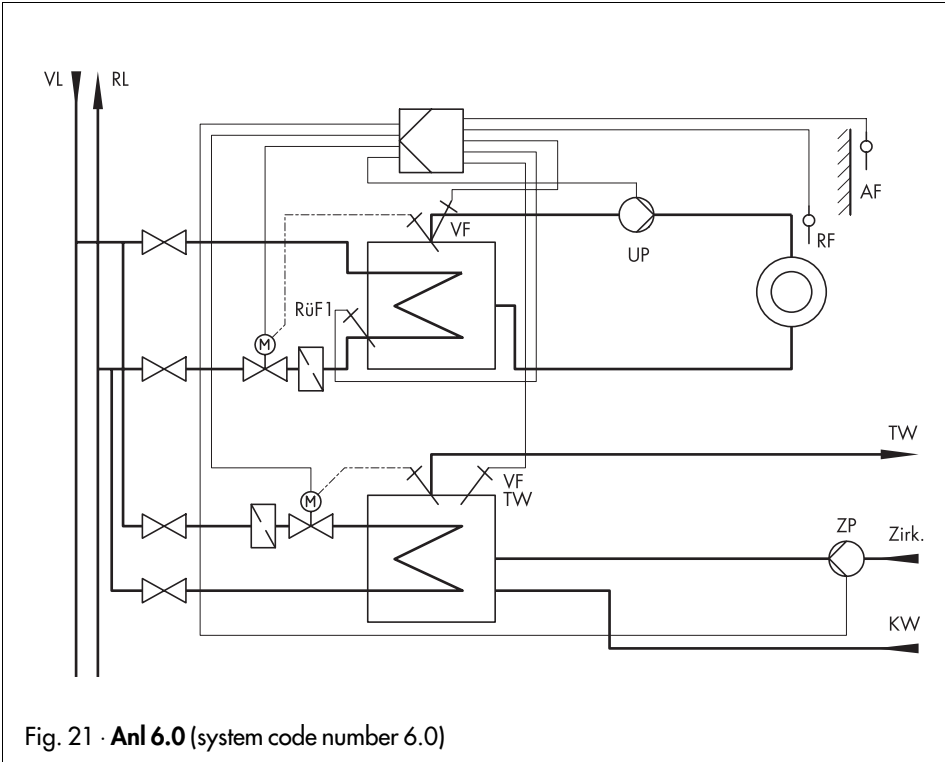 VL RL
AF
VF
RF
UP
RüF1
M
TW
M
VF
TW
ZP
Zirk.
KW
Fig. 21 · Anl 6.0 (system code number 6.0)